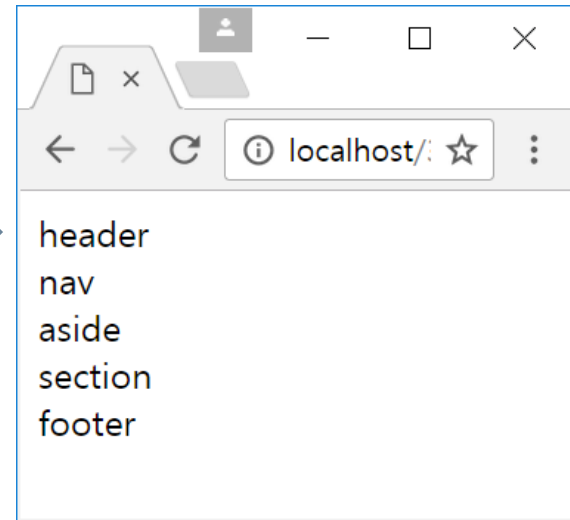 localhost/
header
nav
aside
section
footer